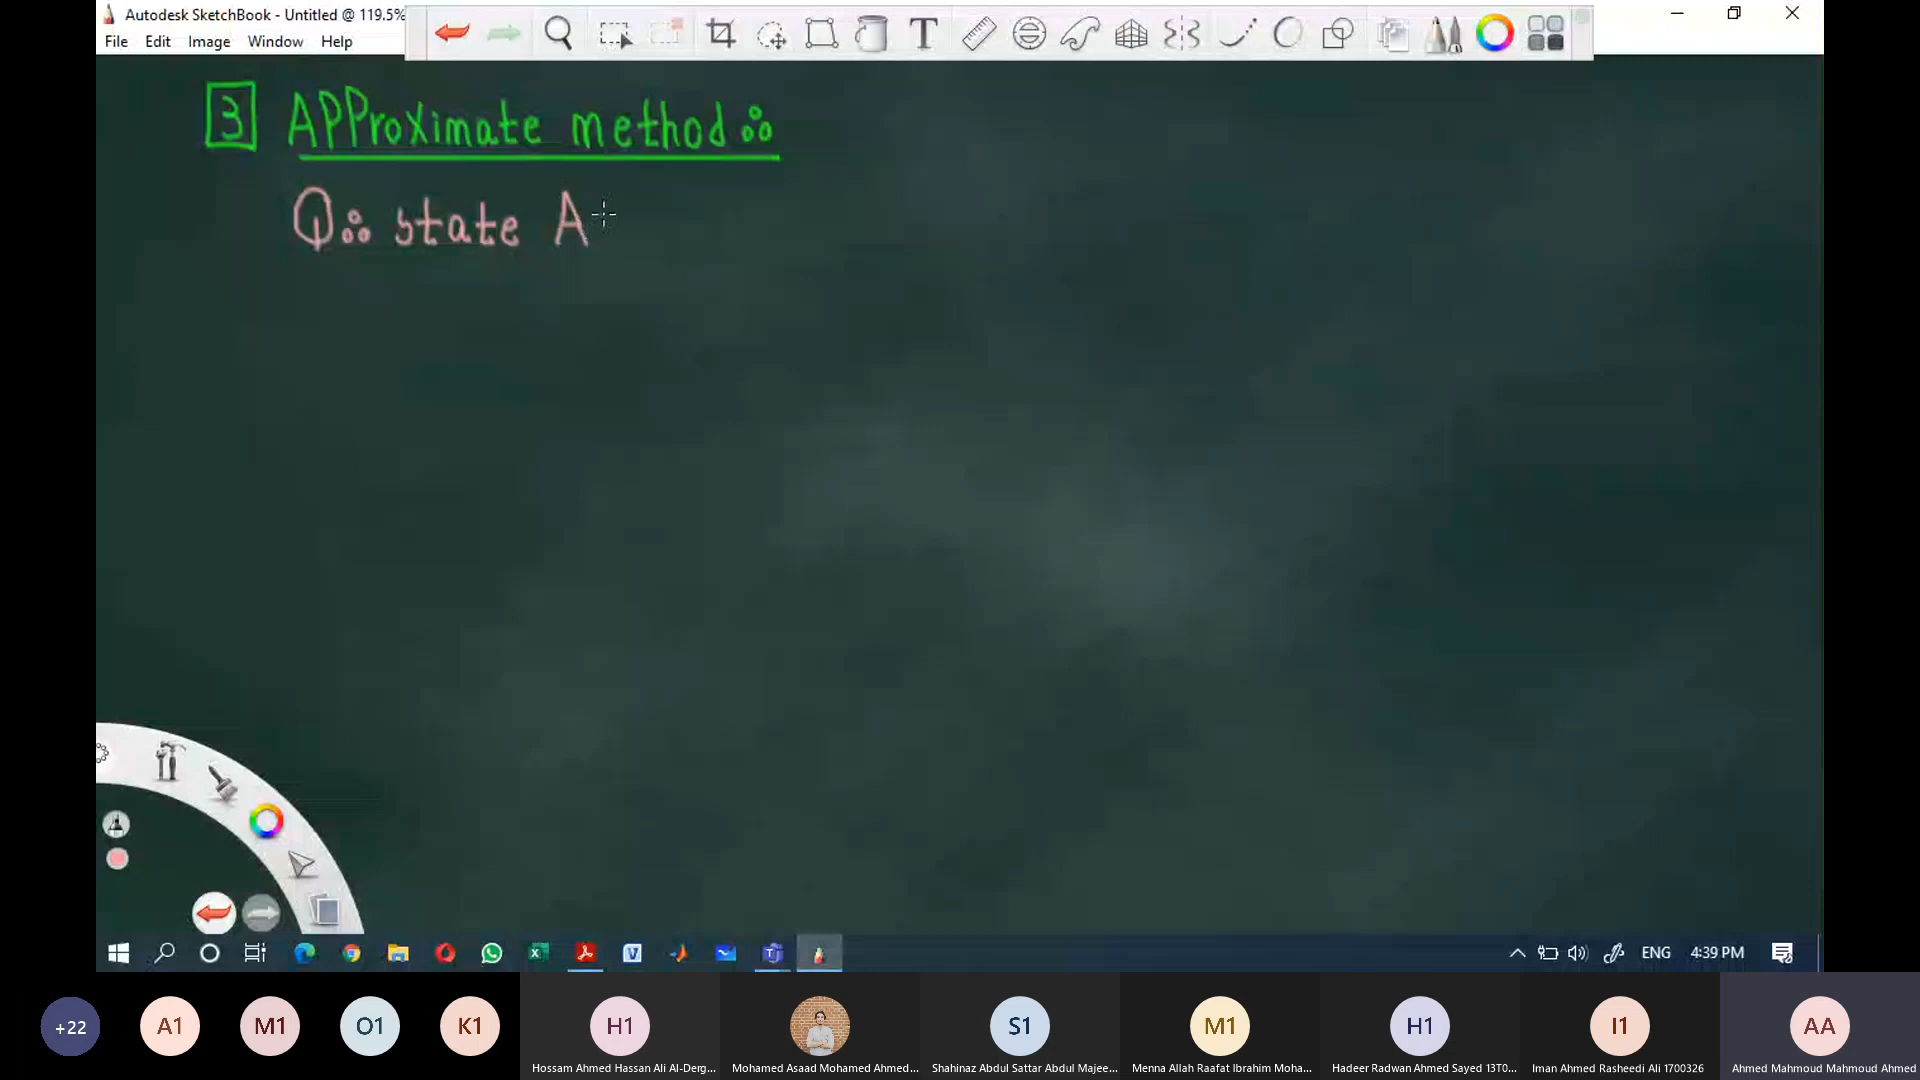 Autodesk SketchBook - Untitled @ 119.5%
File Edit Image Window Help
T
3 APProximate method:
Q: state A
ENG 4:39 PM
+22 A1 M1 O1 K1 H1 S1 M1 H1 I1 AA
Hossam Ahmed Hassan Ali Al-Derg... Mohamed Asaad Mohamed Ahmed... Shahinaz Abdul Sattar Abdul Majee... Menna Allah Raafat Ibrahim Moha... Hadeer Radwan Ahmed Sayed 13T0... Iman Ahmed Rasheedi Ali 1700326 Ahmed Mahmoud Mahmoud Ahmed